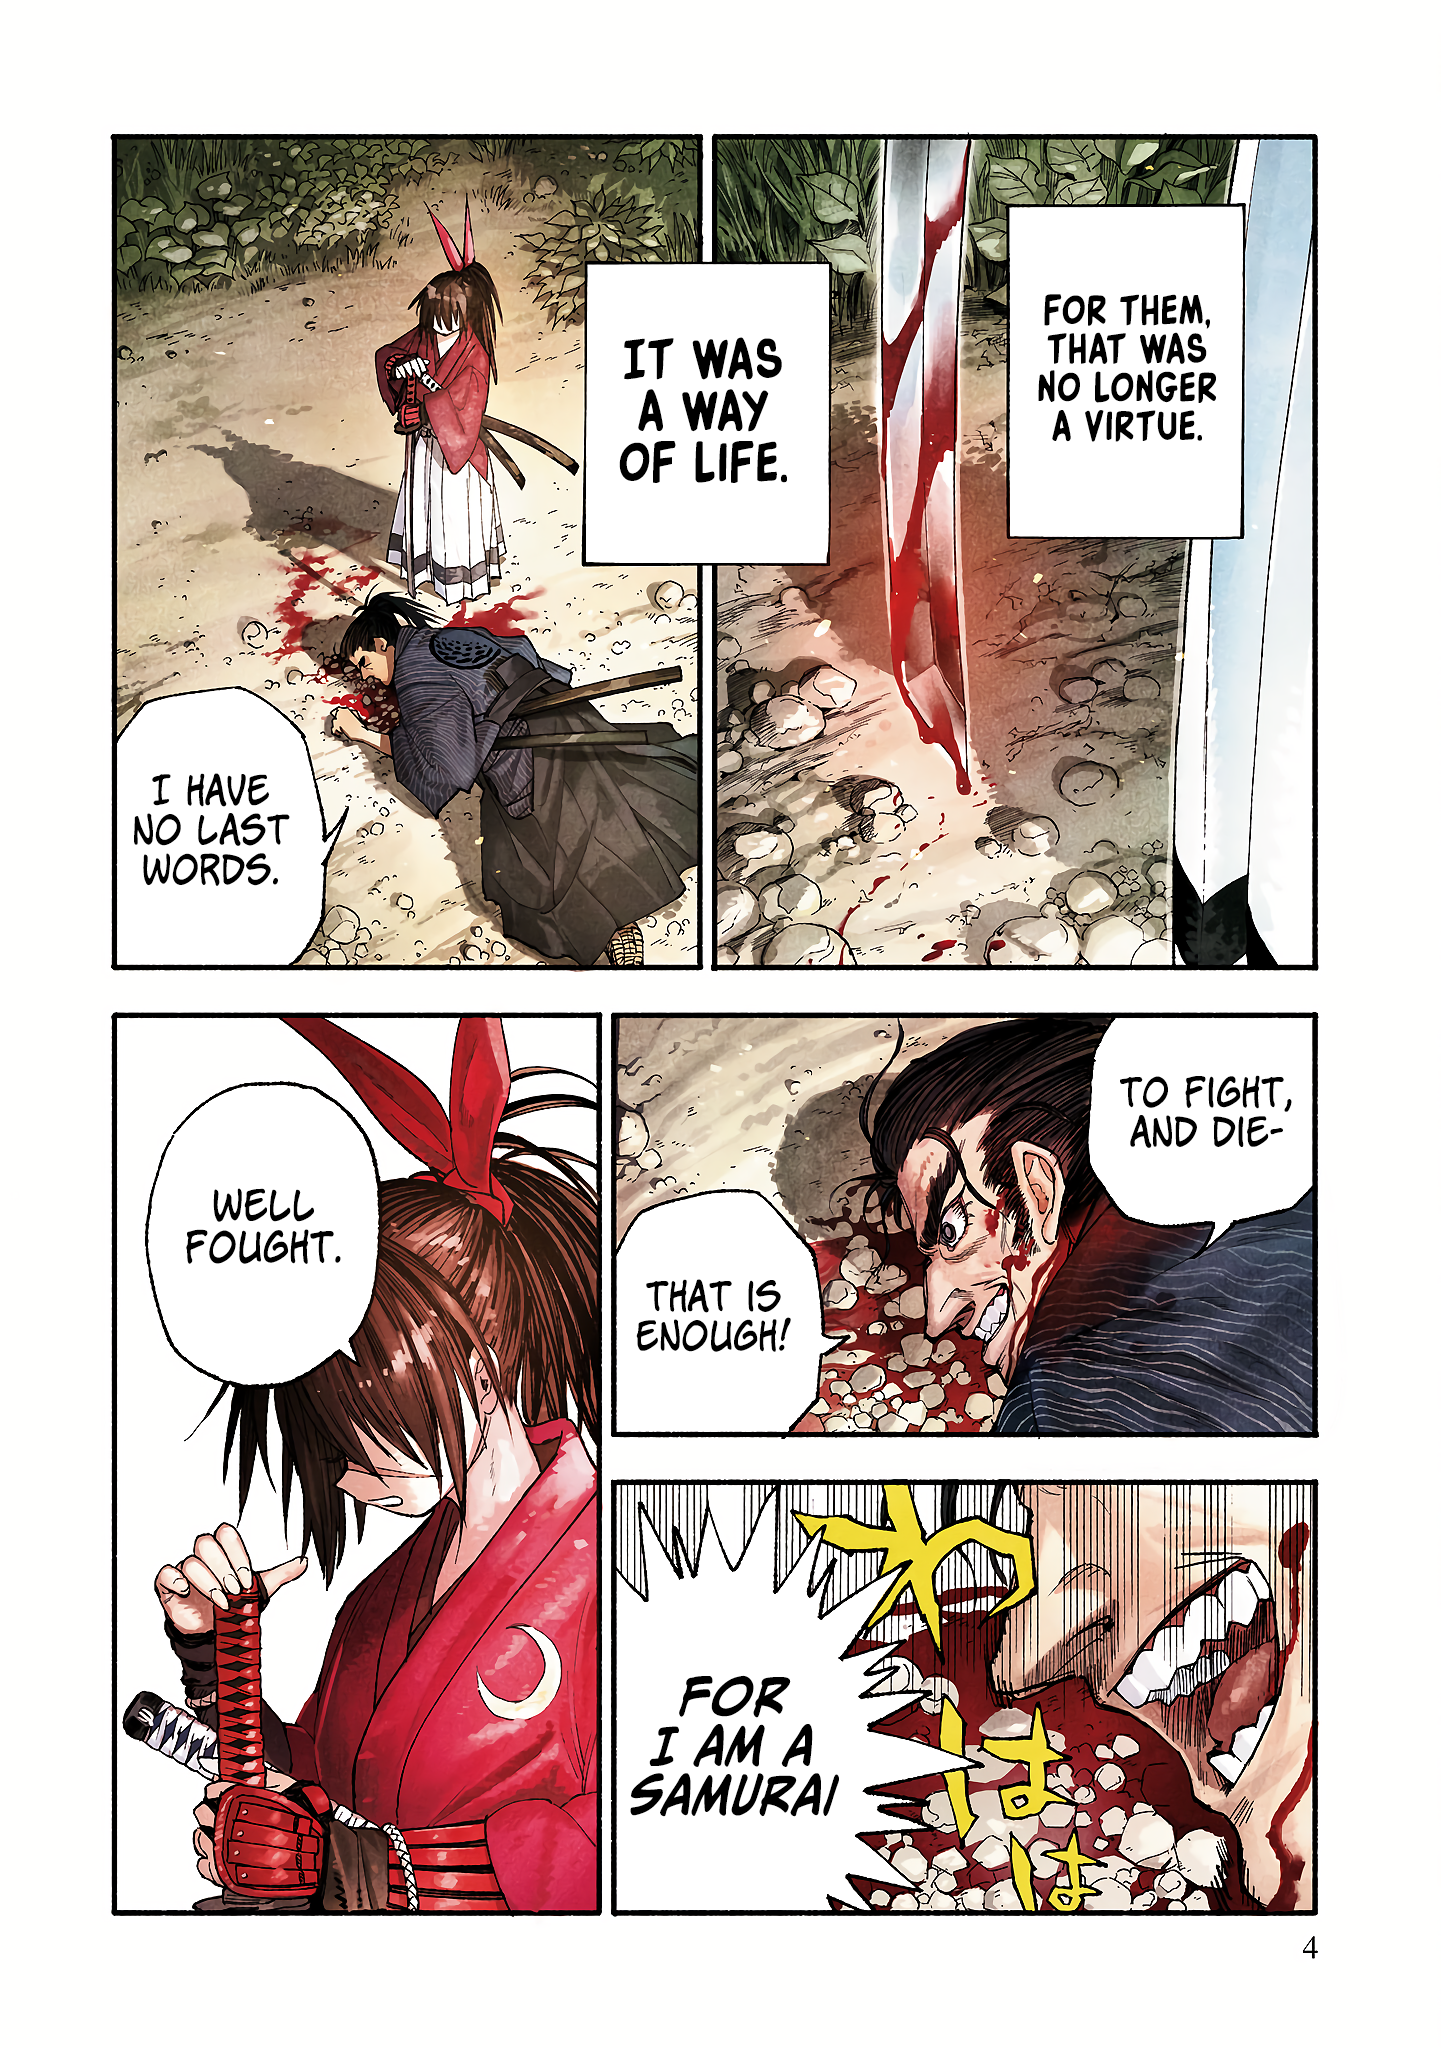 FOR THEM,
THAT WAS
NO LONGER
A VIRTUE.
IT WAS
A WAY
OF LIFE.
I HAVE
NO LAST
WORDS.
TO FIGHT,
AND DIE-
THAT IS
ENOUGH!
わ
は
は
FOR
I AM A
SAMURAI
WELL
FOUGHT.
4